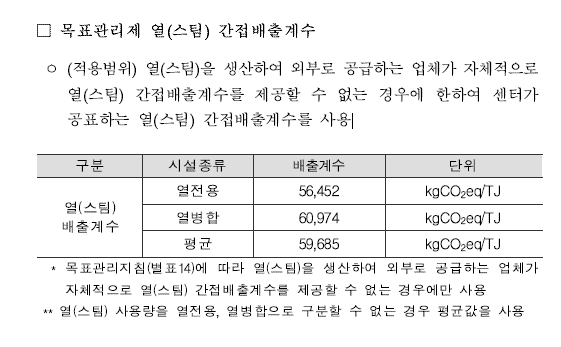 □ 목표관리제 열(스팀) 간접배출계수
○ (적용범위) 열(스팀)을 생산하여 외부로 공급하는 업체가 자체적으로
열(스팀) 간접배출계수를 제공할 수 없는 경우에 한하여 센터가
공표하는 열(스팀) 간접배출계수를 사용
구분 시설종류 배출계수 단위
열(스팀) 배출계수 열전용 56,452 kgCO₂eq/TJ
열병합 60,974 kgCO₂eq/TJ
평균 59,685 kgCO₂eq/TJ
* 목표관리지침(별표14)에 따라 열(스팀)을 생산하여 외부로 공급하는 업체가
자체적으로 열(스팀) 간접배출계수를 제공할 수 없는 경우에만 사용
** 열(스팀) 사용량을 열전용, 열병합으로 구분할 수 없는 경우 평균값을 사용